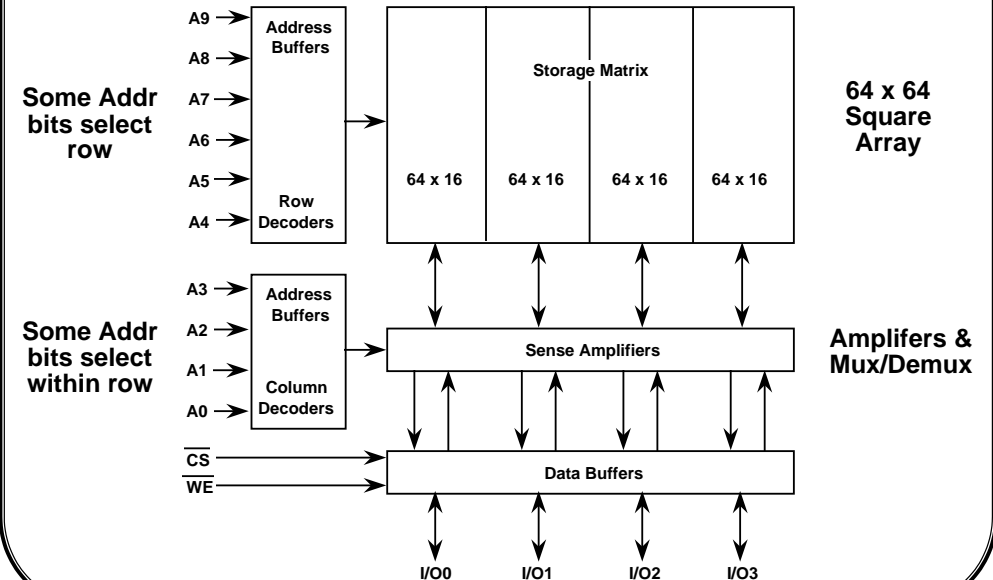 A9
A8
A7
A6
A5
A4
Address
Buffers
Row
Decoders
Some Addr
bits select
row
Storage Matrix
64 x 16
64 x 16
64 x 16
64 x 16
64 x 64
Square
Array
A3
A2
A1
A0
Address
Buffers
Column
Decoders
Some Addr
bits select
within row
Sense Amplifiers
Amplifers &
Mux/Demux
CS
WE
Data Buffers
I/O0
I/O1
I/O2
I/O3